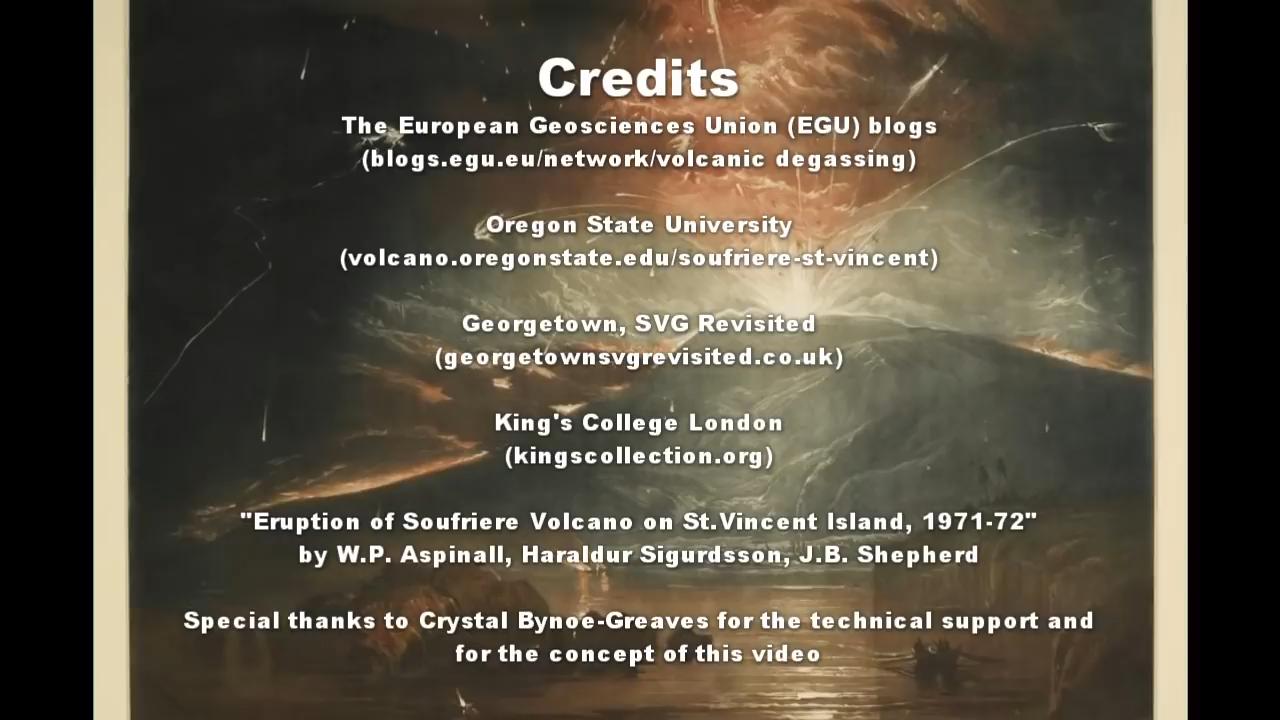 Credits
The European Geosciences Union (EGU) blogs
(blogs.egu.eu/network/volcanic degassing)
Oregon State University
(volcano.oregonstate.edu/soufriere-st-vincent)
Georgetown, SVG Revisited
(georgetownsvgrevisited.co.uk)
King's College London
(kingscollection.org)
"Eruption of Soufriere Volcano on St.Vincent Island, 1971-72"
by W.P. Aspinall, Haraldur Sigurdsson, J.B. Shepherd
Special thanks to Crystal Bynoe-Greaves for the technical support and
for the concept of this video